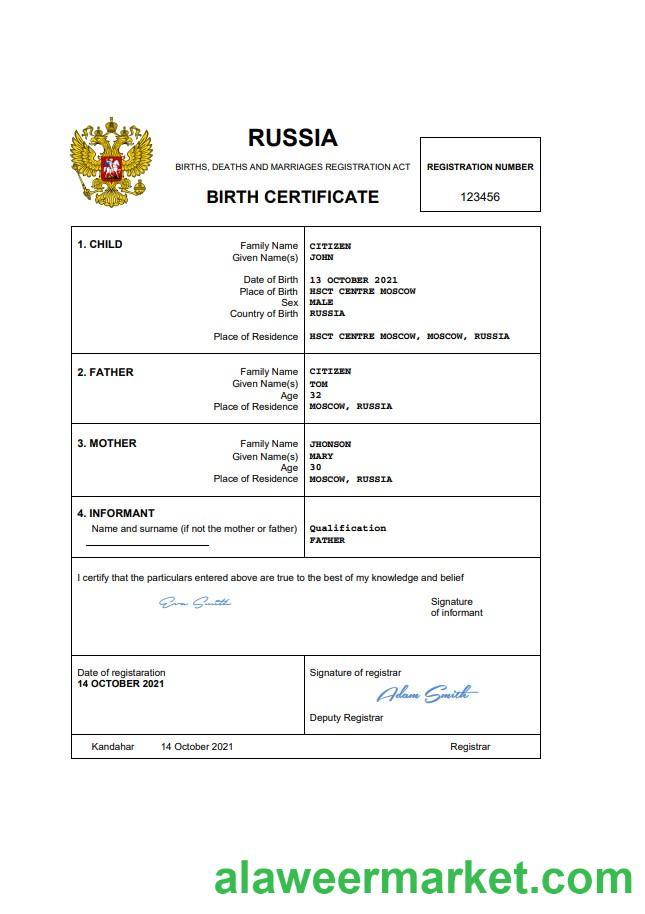 RUSSIA
BIRTHS, DEATHS AND MARRIAGES REGISTRATION ACT
BIRTH CERTIFICATE
REGISTRATION NUMBER
123456
1. CHILD
Family Name CITIZEN
Given Name(s) JOHN
Date of Birth 13 OCTOBER 2021
Place of Birth HSCT CENTRE MOSCOW
Sex MALE
Country of Birth RUSSIA
Place of Residence HSCT CENTRE MOSCOW, MOSCOW, RUSSIA
2. FATHER
Family Name CITIZEN
Given Name(s) TOM
Age 32
Place of Residence MOSCOW, RUSSIA
3. MOTHER
Family Name JHONSON
Given Name(s) MARY
Age 30
Place of Residence MOSCOW, RUSSIA
4. INFORMANT
Name and surname (if not the mother or father) Qualification
FATHER
I certify that the particulars entered above are true to the best of my knowledge and belief
Eva Smith Signature
of informant
Date of registaration
14 OCTOBER 2021
Signature of registrar
Adam Smith
Deputy Registrar
Kandahar 14 October 2021 Registrar
alaweermarket.com